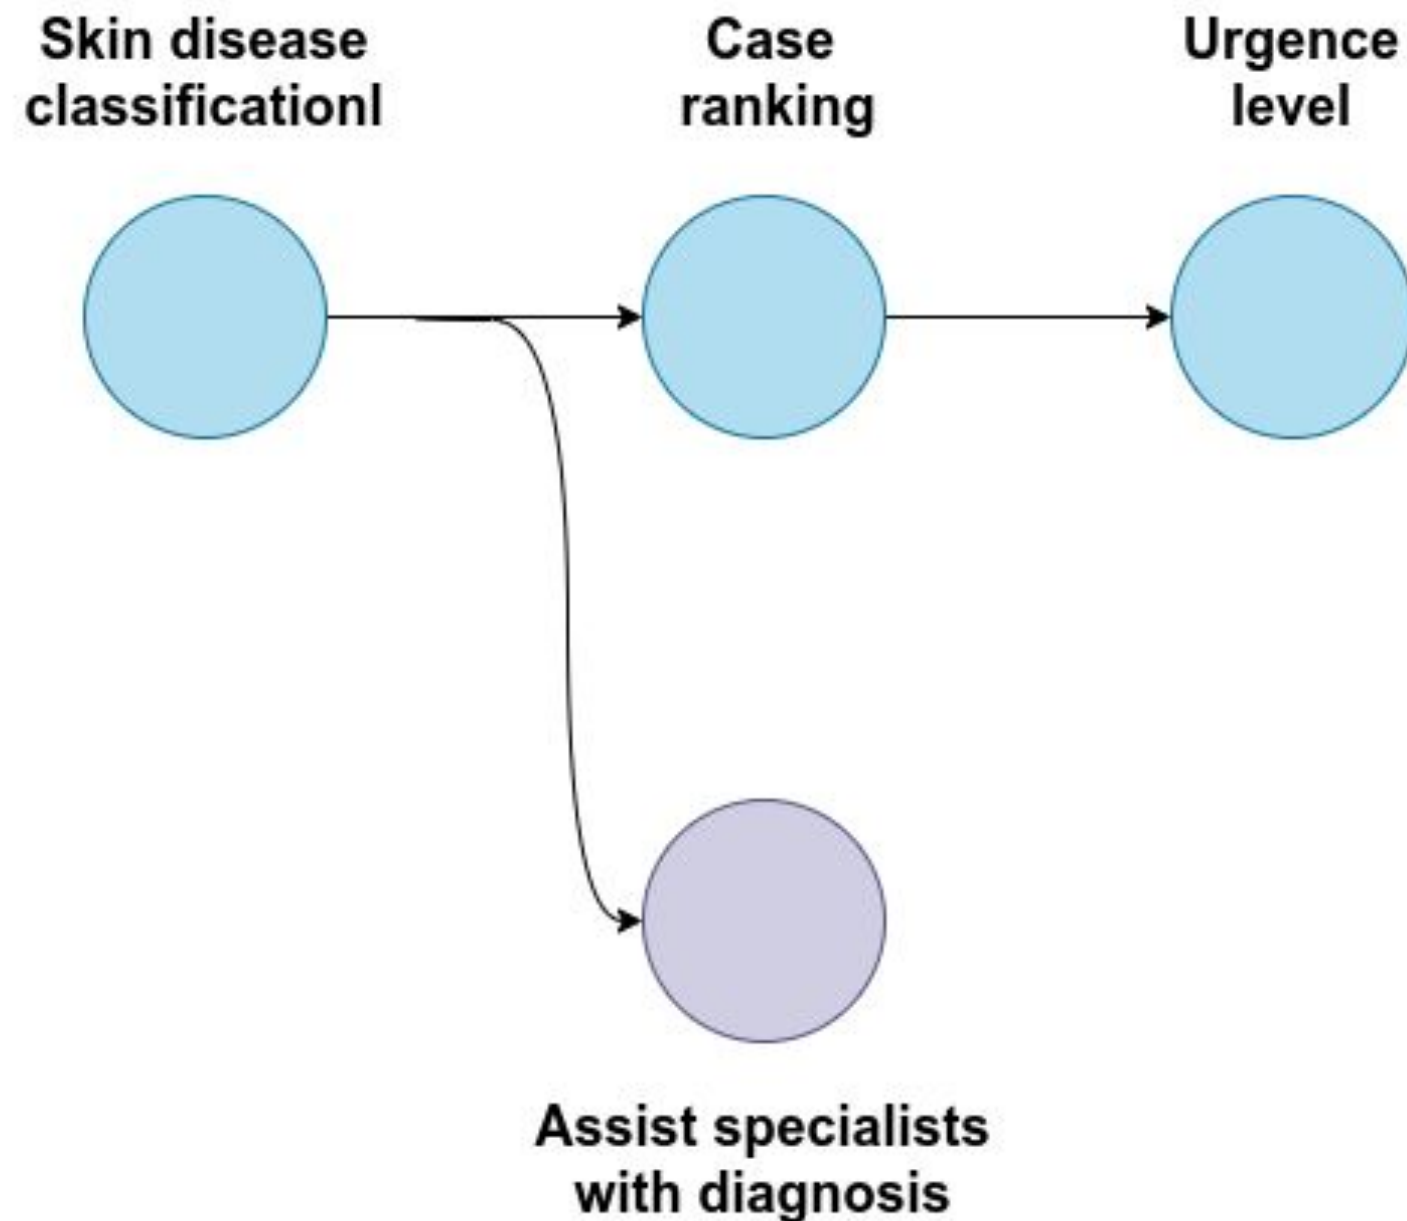 Skin disease
classificationl
Case
ranking
Urgence
level
Assist specialists
with diagnosis